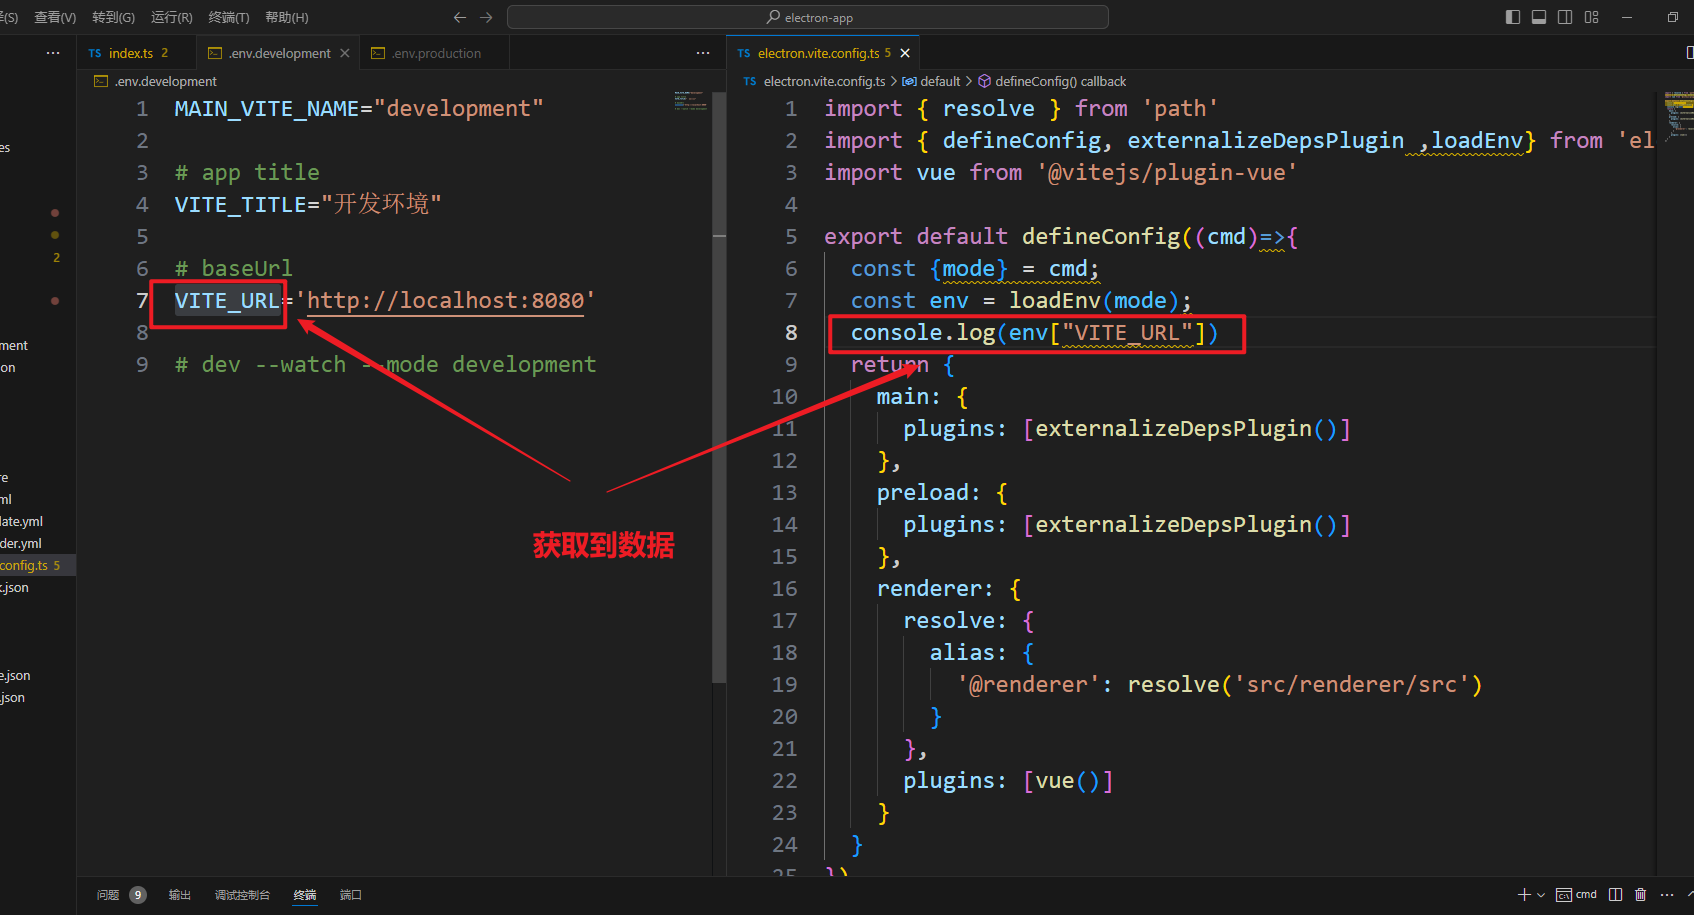 查看(V) 转到(G) 运行(R) 终端(T) 帮助(H)
electron-app
TS index.ts 2
.env.development
.env.production
TS electron.vite.config.ts 5
.env.development
TS electron.vite.config.ts > default > defineConfig() callback
1 MAIN_VITE_NAME="development"
2
3 # app title
4 VITE_TITLE="开发环境"
5
6 # baseUrl
7 VITE_URL='http://localhost:8080'
8
9 # dev --watch --mode development
1 import { resolve } from 'path'
2 import { defineConfig, externalizeDepsPlugin ,loadEnv} from 'el
3 import vue from '@vitejs/plugin-vue'
4
5 export default defineConfig((cmd)=>{
6 const {mode} = cmd;
7 const env = loadEnv(mode);
8 console.log(env["VITE_URL"])
9 return {
10 main: {
11 plugins: [externalizeDepsPlugin()]
12 },
13 preload: {
14 plugins: [externalizeDepsPlugin()]
15 },
16 renderer: {
17 resolve: {
18 alias: {
19 '@renderer': resolve('src/renderer/src')
20 }
21 },
22 plugins: [vue()]
23 }
24 }
25 })
获取到数据
es
2
ment
on
re
ml
late.yml
der.yml
config.ts 5
.json
e.json
.json
问题 9 输出 调试控制台 终端 端口
cmd